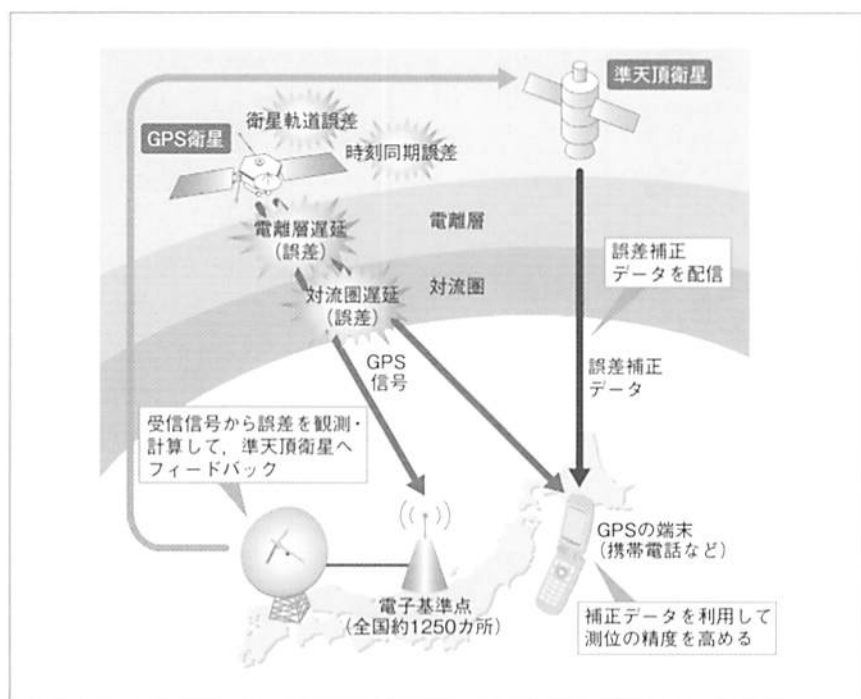 準天頂衛星
衛星軌道誤差
GPS衛星
時刻同期誤差
電離層遅延
(誤差)
電離層
誤差補正
データを配信
対流圏遅延
(誤差)
対流圏
GPS
信号
誤差補正
データ
受信信号から誤差を観測・
計算して，準天頂衛星へ
フィードバック
GPSの端末
(携帯電話など)
電子基準点
(全国約1250カ所)
補正データを利用して
測位の精度を高める